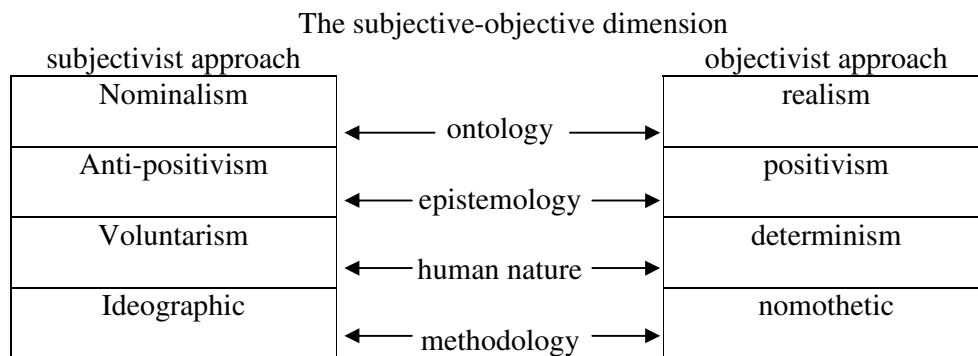 The subjective-objective dimension
subjectivist approach objectivist approach
Nominalism realism
ontology
Anti-positivism positivism
epistemology
Voluntarism determinism
human nature
Ideographic nomothetic
methodology